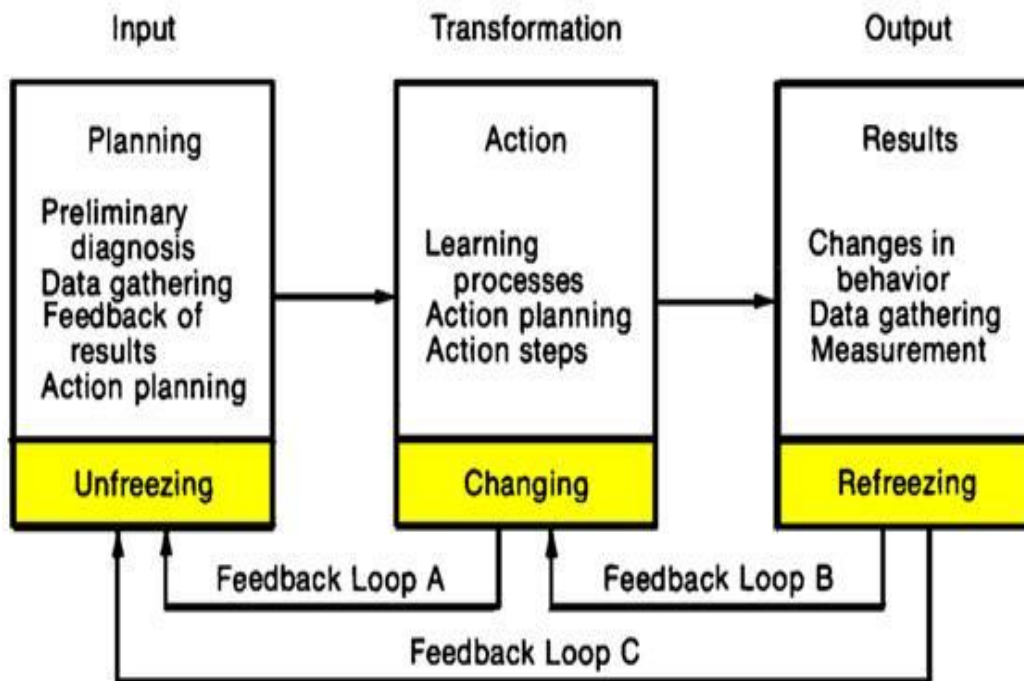 Input
Transformation
Output
Planning
Preliminary
diagnosis
Data gathering
Feedback of
results
Action planning
Unfreezing
Action
Learning
processes
Action planning
Action steps
Changing
Results
Changes in
behavior
Data gathering
Measurement
Refreezing
Feedback Loop A
Feedback Loop B
Feedback Loop C